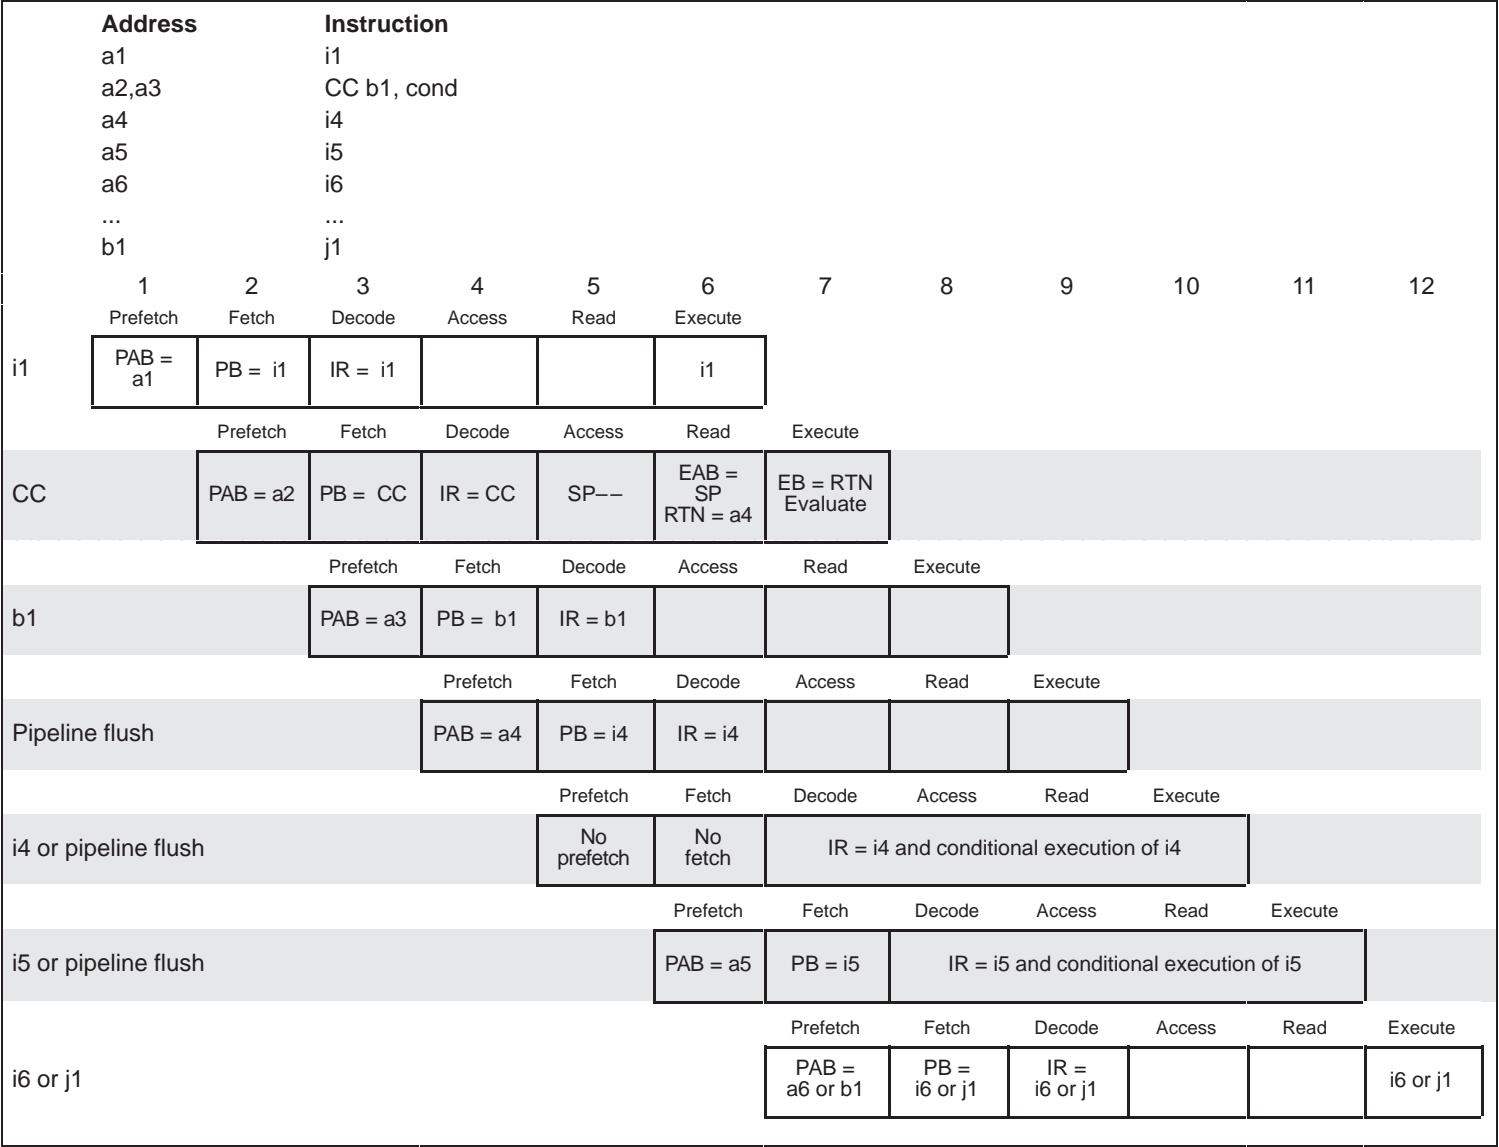 Address Instruction
a1 i1
a2,a3 CC b1, cond
a4 i4
a5 i5
a6 i6
... ...
b1 j1
1 2 3 4 5 6 7 8 9 10 11 12
Prefetch Fetch Decode Access Read Execute
i1 PAB = a1 PB = i1 IR = i1 i1
Prefetch Fetch Decode Access Read Execute
CC PAB = a2 PB = CC IR = CC SP−− EAB = SP RTN = a4 EB = RTN Evaluate
Prefetch Fetch Decode Access Read Execute
b1 PAB = a3 PB = b1 IR = b1
Prefetch Fetch Decode Access Read Execute
Pipeline flush PAB = a4 PB = i4 IR = i4
Prefetch Fetch Decode Access Read Execute
i4 or pipeline flush No prefetch No fetch IR = i4 and conditional execution of i4
Prefetch Fetch Decode Access Read Execute
i5 or pipeline flush PAB = a5 PB = i5 IR = i5 and conditional execution of i5
Prefetch Fetch Decode Access Read Execute
i6 or j1 PAB = a6 or b1 PB = i6 or j1 IR = i6 or j1 i6 or j1